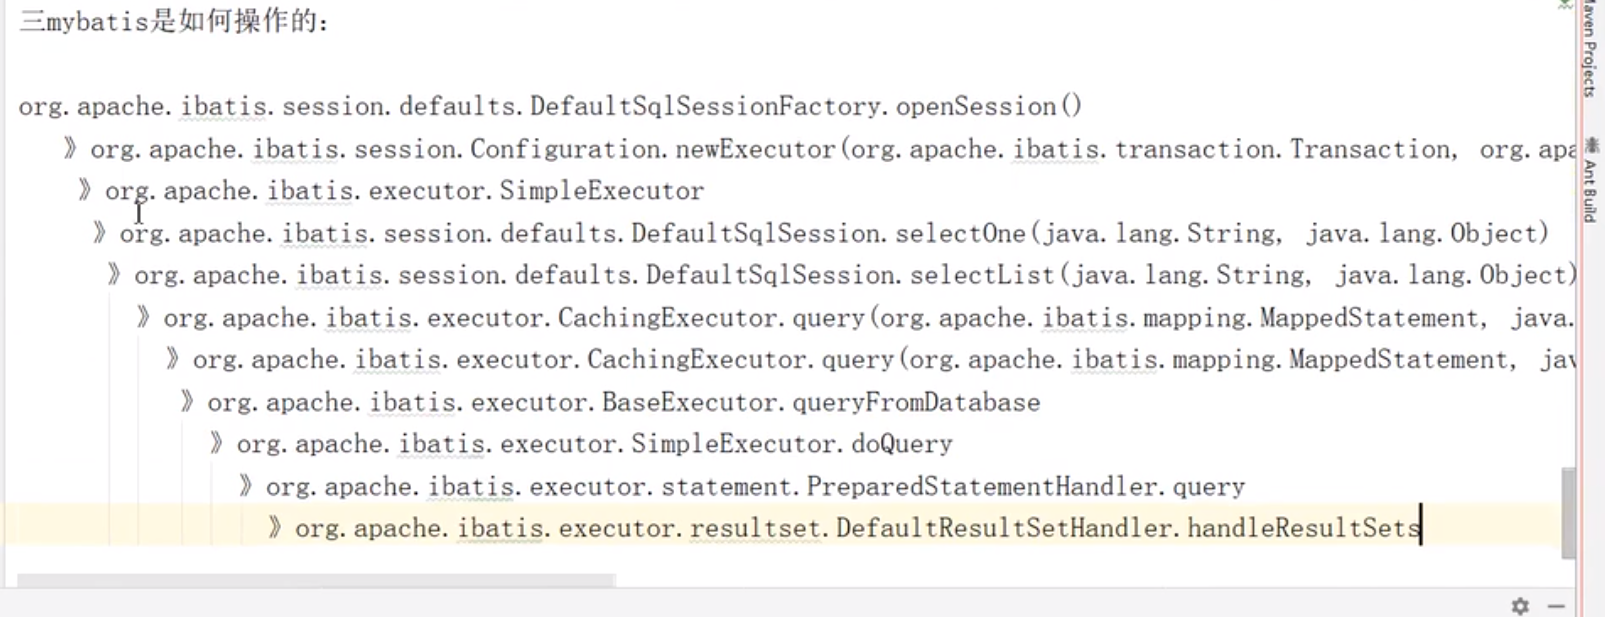 三mybatis是如何操作的:
org.apache.ibatis.session.defaults.DefaultSqlSessionFactory.openSession()
》org.apache.ibatis.session.Configuration.newExecutor(org.apache.ibatis.transaction.Transaction, org.apa
》org.apache.ibatis.executor.SimpleExecutor
》org.apache.ibatis.session.defaults.DefaultSqlSession.selectOne(java.lang.String, java.lang.Object)
》org.apache.ibatis.session.defaults.DefaultSqlSession.selectList(java.lang.String, java.lang.Object)
》org.apache.ibatis.executor.CachingExecutor.query(org.apache.ibatis.mapping.MappedStatement, java.
》org.apache.ibatis.executor.CachingExecutor.query(org.apache.ibatis.mapping.MappedStatement, jav
》org.apache.ibatis.executor.BaseExecutor.queryFromDatabase
》org.apache.ibatis.executor.SimpleExecutor.doQuery
》org.apache.ibatis.executor.statement.PreparedStatementHandler.query
》org.apache.ibatis.executor.resultset.DefaultResultSetHandler.handleResultSets
Maven Projects
Ant Build